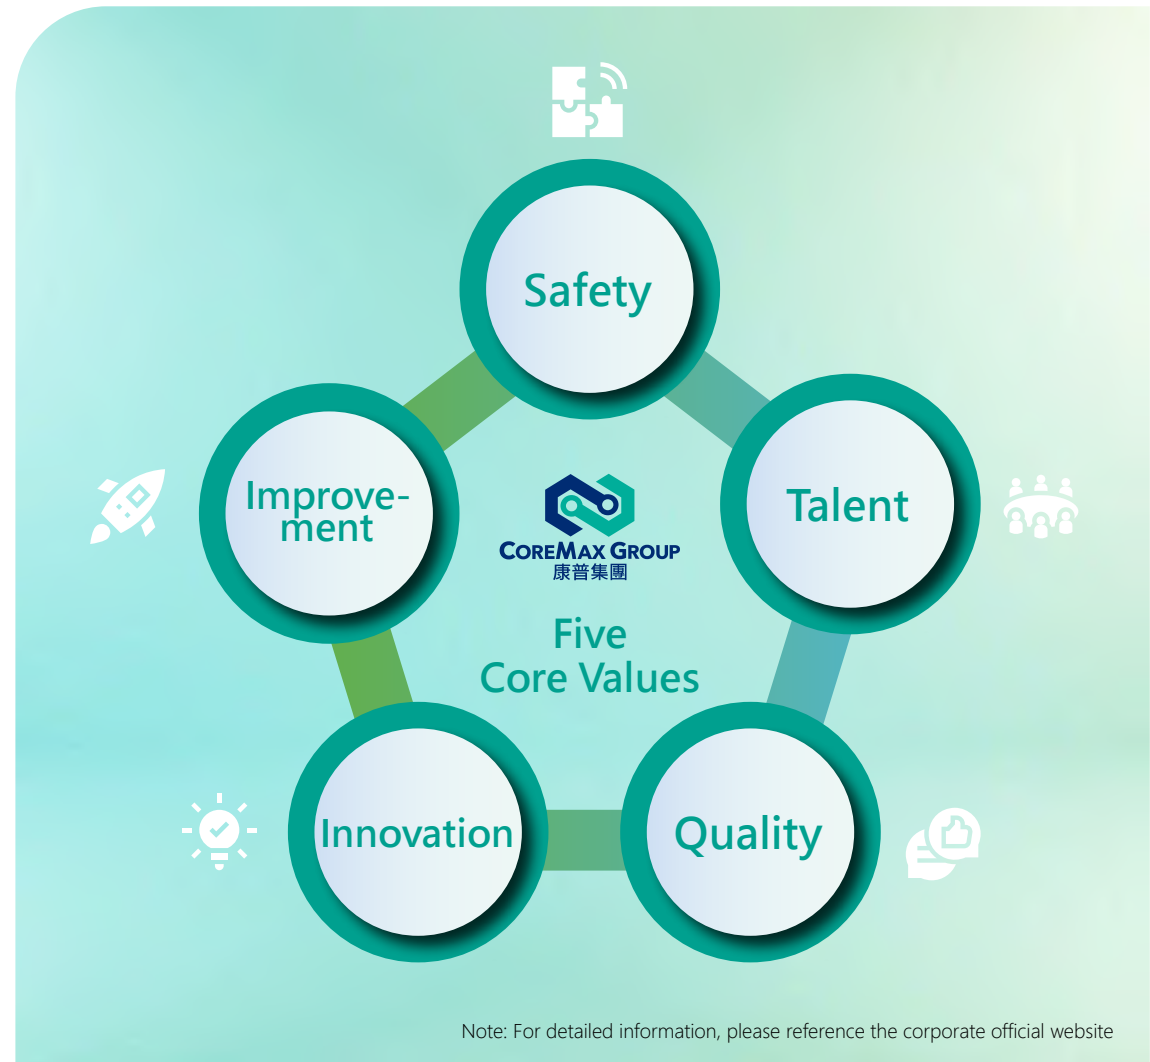 Safety
Improve-
ment
Talent
COREMAX GROUP
康普集團
Five
Core Values
Innovation
Quality
Note: For detailed information, please reference the corporate official website